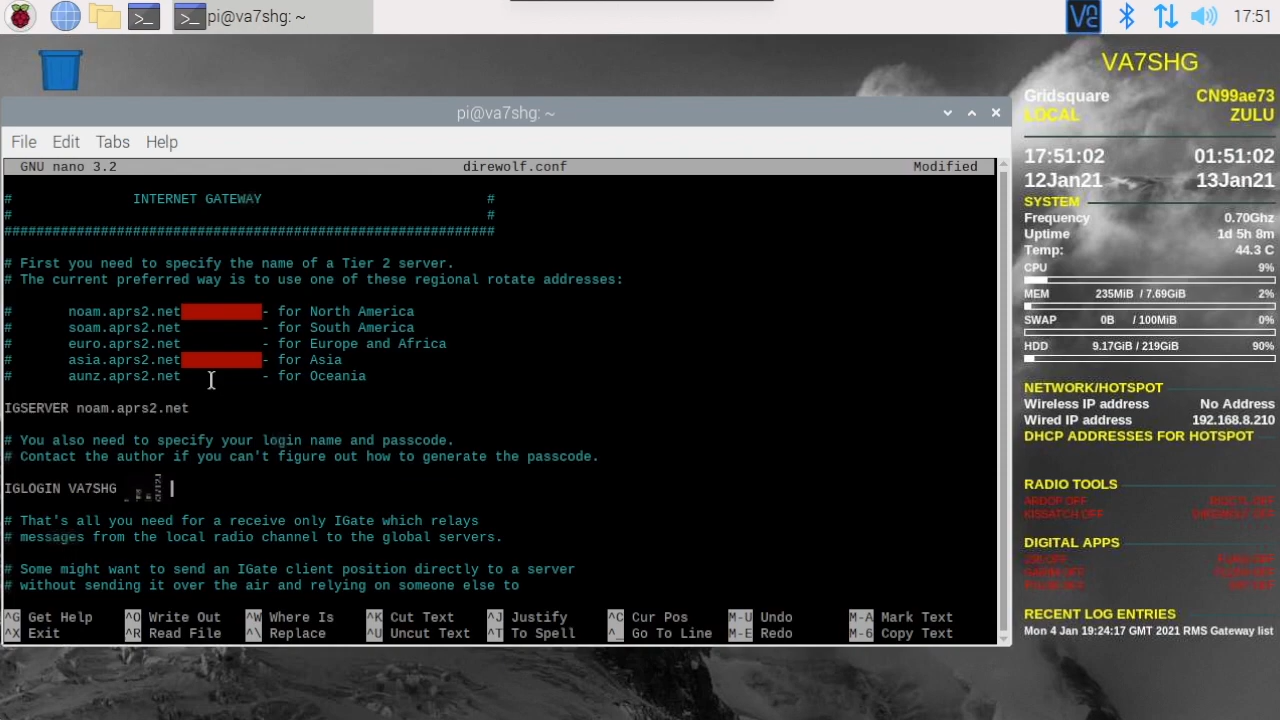 pi@va7shg: ~
17:51
pi@va7shg: ~
File Edit Tabs Help
GNU nano 3.2 direwolf.conf Modified
# INTERNET GATEWAY #
# #
#############################################################
# First you need to specify the name of a Tier 2 server.
# The current preferred way is to use one of these regional rotate addresses:
# noam.aprs2.net - for North America
# soam.aprs2.net - for South America
# euro.aprs2.net - for Europe and Africa
# asia.aprs2.net - for Asia
# aunz.aprs2.net - for Oceania
IGSERVER noam.aprs2.net
# You also need to specify your login name and passcode.
# Contact the author if you can't figure out how to generate the passcode.
IGLOGIN VA7SHG
# That's all you need for a receive only IGate which relays
# messages from the local radio channel to the global servers.
# Some might want to send an IGate client position directly to a server
# without sending it over the air and relying on someone else to
^G Get Help ^O Write Out ^W Where Is ^K Cut Text ^J Justify ^C Cur Pos M-U Undo M-A Mark Text
^X Exit ^R Read File ^\ Replace ^U Uncut Text ^T To Spell ^_ Go To Line M-E Redo M-6 Copy Text
VA7SHG
Gridsquare CN99ae73
LOCAL ZULU
17:51:02 01:51:02
12Jan21 13Jan21
SYSTEM
Frequency 0.70Ghz
Uptime 1d 5h 8m
Temp: 44.3 C
CPU 9%
MEM 235MiB / 7.69GiB 2%
SWAP 0B / 100MiB 0%
HDD 9.17GiB / 219GiB 90%
NETWORK/HOTSPOT
Wireless IP address No Address
Wired IP address 192.168.8.210
DHCP ADDRESSES FOR HOTSPOT
RADIO TOOLS
ARDOP OFF RIGCTL OFF
KISSATCH OFF DIREWOLF OFF
DIGITAL APPS
RECENT LOG ENTRIES
Mon 4 Jan 19:24:17 GMT 2021 RMS Gateway list